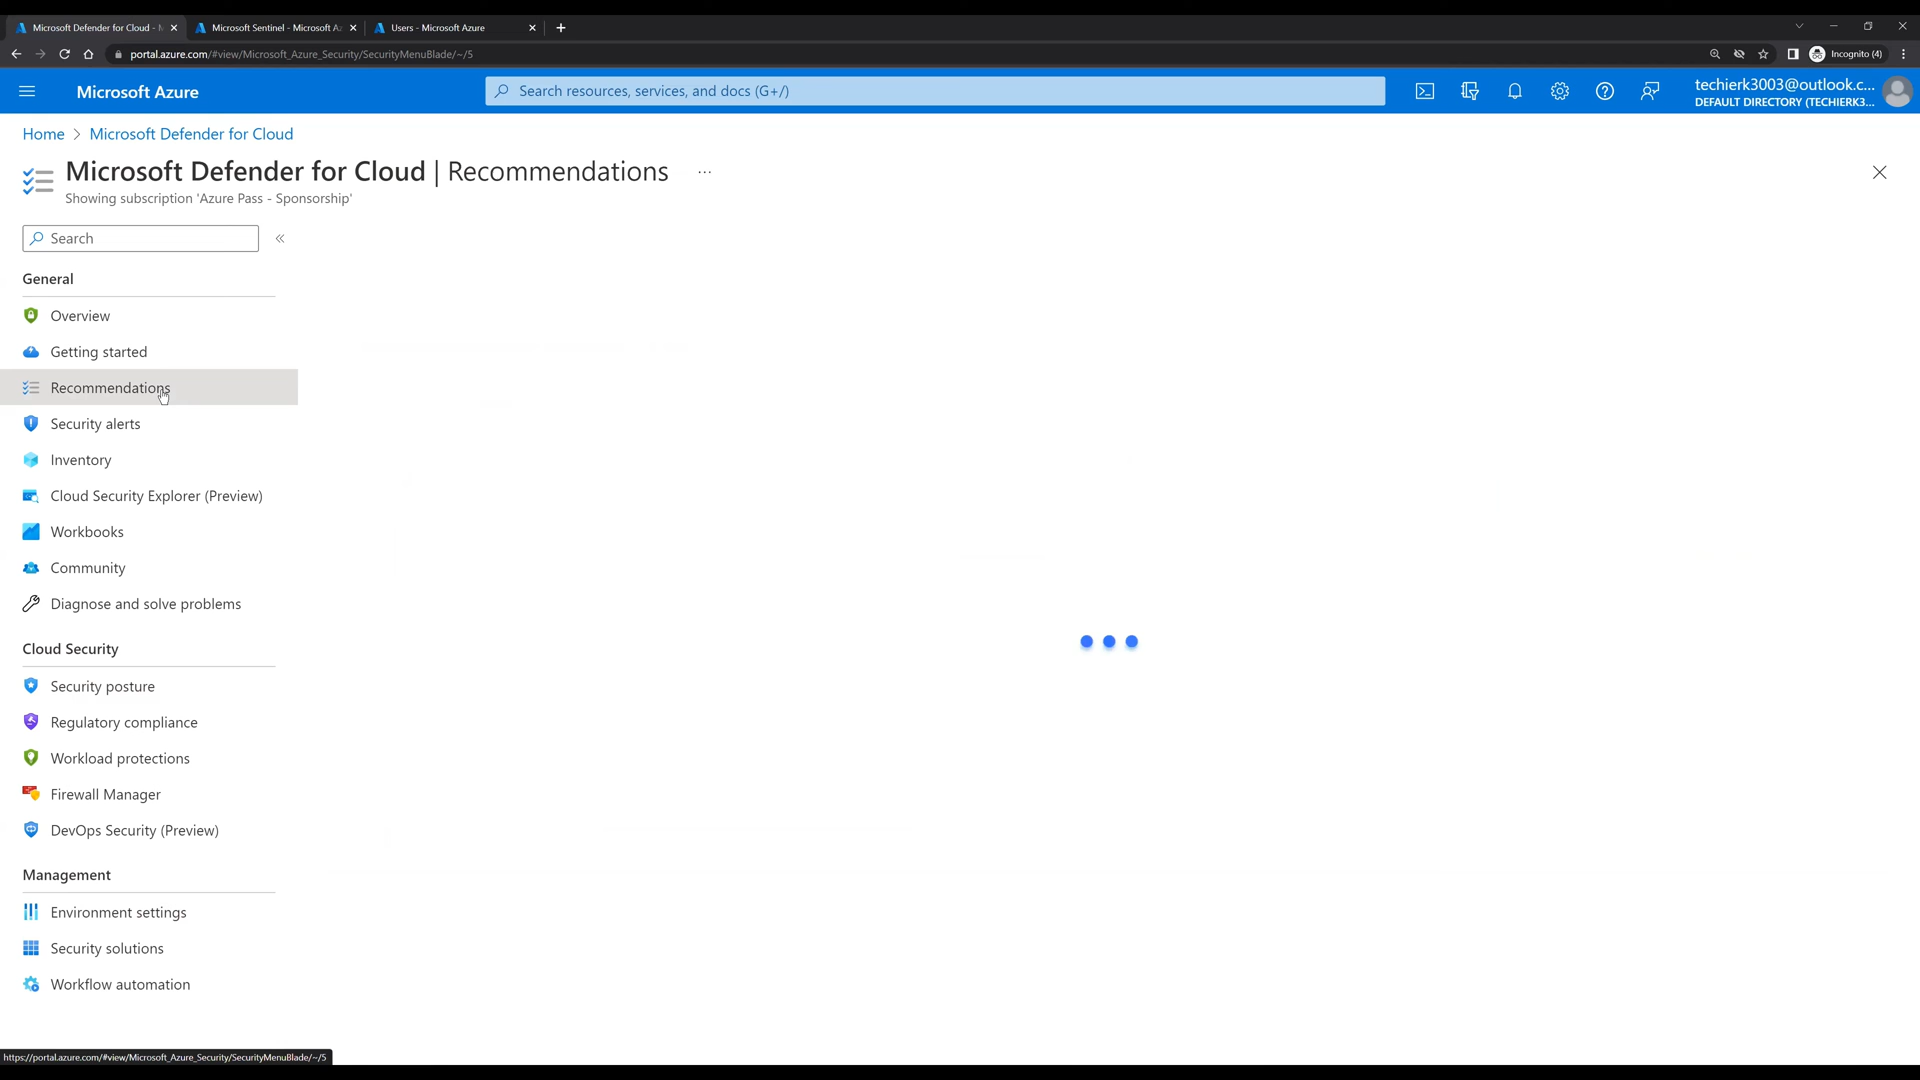 Microsoft Defender for Cloud - M
Microsoft Sentinel - Microsoft Az
Users - Microsoft Azure
portal.azure.com/#view/Microsoft_Azure_Security/SecurityMenuBlade/~/5
Incognito (4)
Microsoft Azure
Search resources, services, and docs (G+/)
techierk3003@outlook.c...
DEFAULT DIRECTORY (TECHIERK3...
Home > Microsoft Defender for Cloud
Microsoft Defender for Cloud | Recommendations ...
Showing subscription 'Azure Pass - Sponsorship'
Search
General
Overview
Getting started
Recommendations
Security alerts
Inventory
Cloud Security Explorer (Preview)
Workbooks
Community
Diagnose and solve problems
Cloud Security
Security posture
Regulatory compliance
Workload protections
Firewall Manager
DevOps Security (Preview)
Management
Environment settings
Security solutions
Workflow automation
https://portal.azure.com/#view/Microsoft_Azure_Security/SecurityMenuBlade/~/5